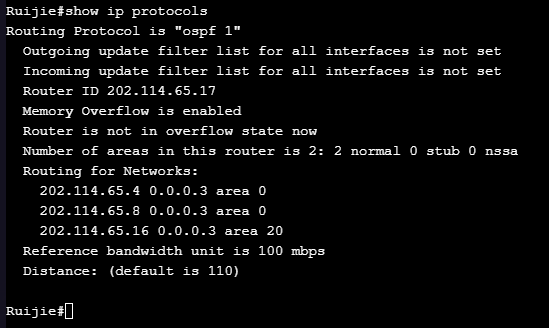 Ruijie#show ip protocols
Routing Protocol is "ospf 1"
  Outgoing update filter list for all interfaces is not set
  Incoming update filter list for all interfaces is not set
  Router ID 202.114.65.17
  Memory Overflow is enabled
  Router is not in overflow state now
  Number of areas in this router is 2: 2 normal 0 stub 0 nssa
  Routing for Networks:
    202.114.65.4 0.0.0.3 area 0
    202.114.65.8 0.0.0.3 area 0
    202.114.65.16 0.0.0.3 area 20
  Reference bandwidth unit is 100 mbps
  Distance: (default is 110)

Ruijie#